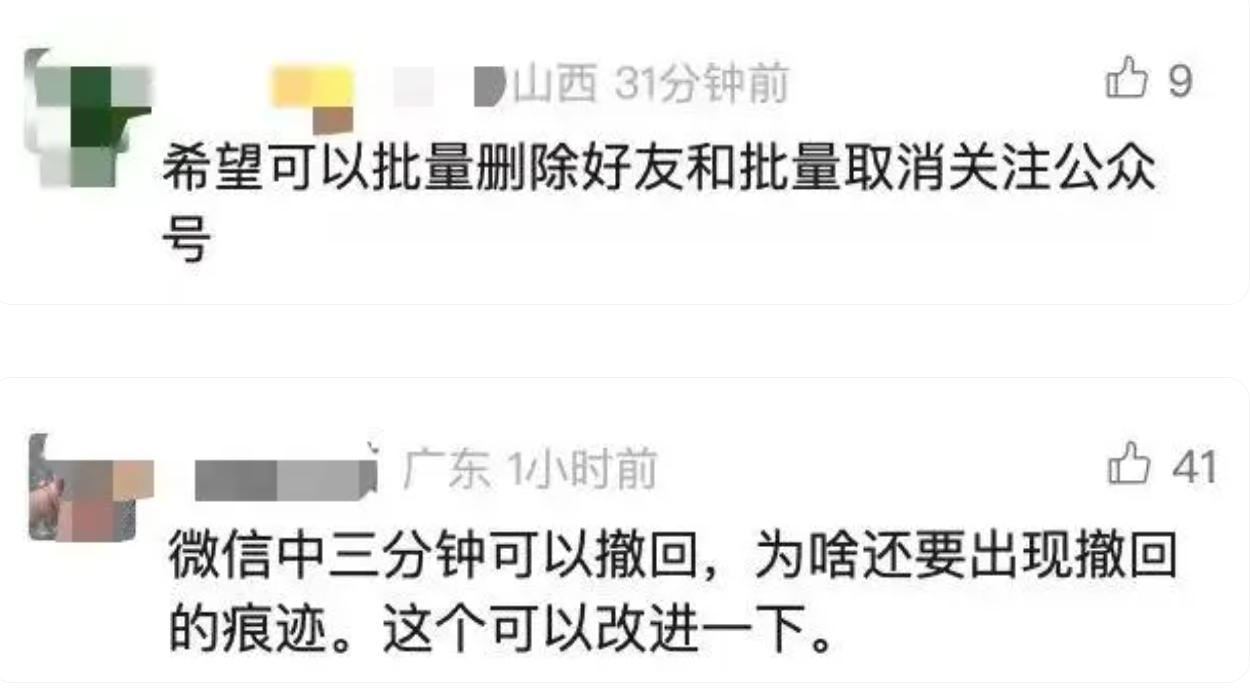 山西 31分钟前 9
希望可以批量删除好友和批量取消关注公众
号
广东 1小时前 41
微信中三分钟可以撤回，为啥还要出现撤回
的痕迹。这个可以改进一下。